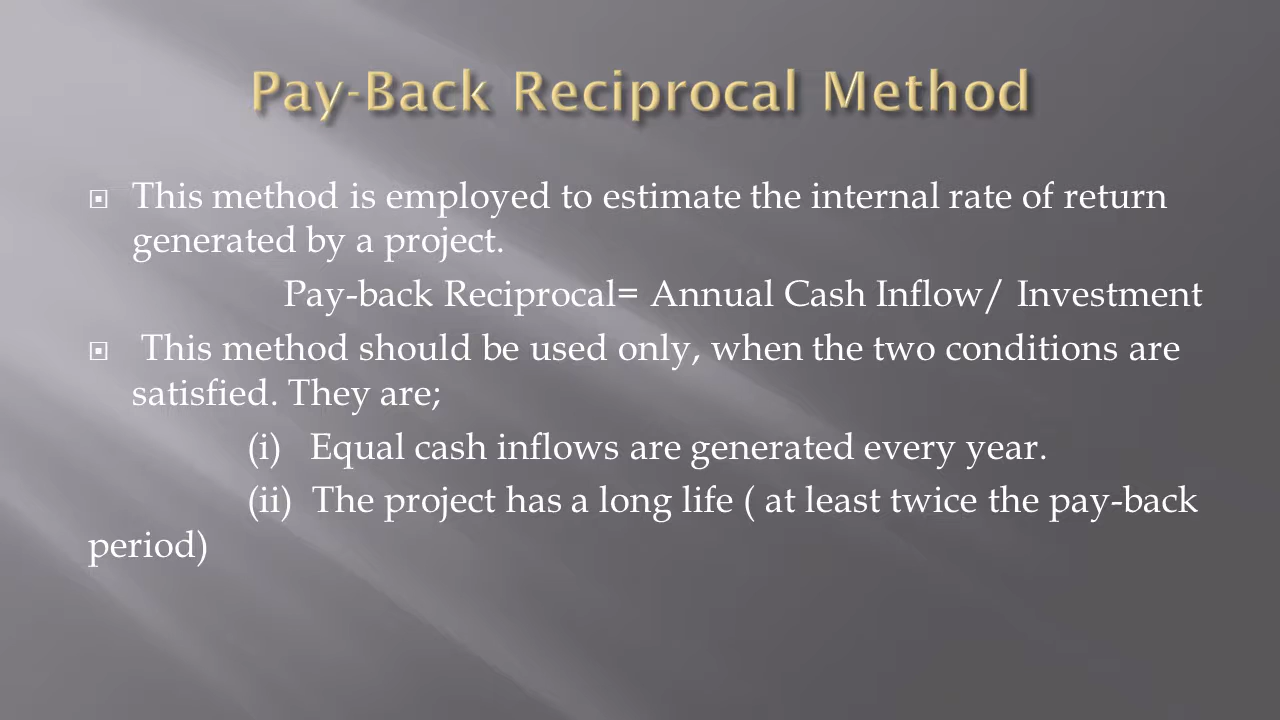 Pay-Back Reciprocal Method
This method is employed to estimate the internal rate of return
generated by a project.
Pay-back Reciprocal= Annual Cash Inflow/ Investment
This method should be used only, when the two conditions are
satisfied. They are;
(i) Equal cash inflows are generated every year.
(ii) The project has a long life ( at least twice the pay-back
period)